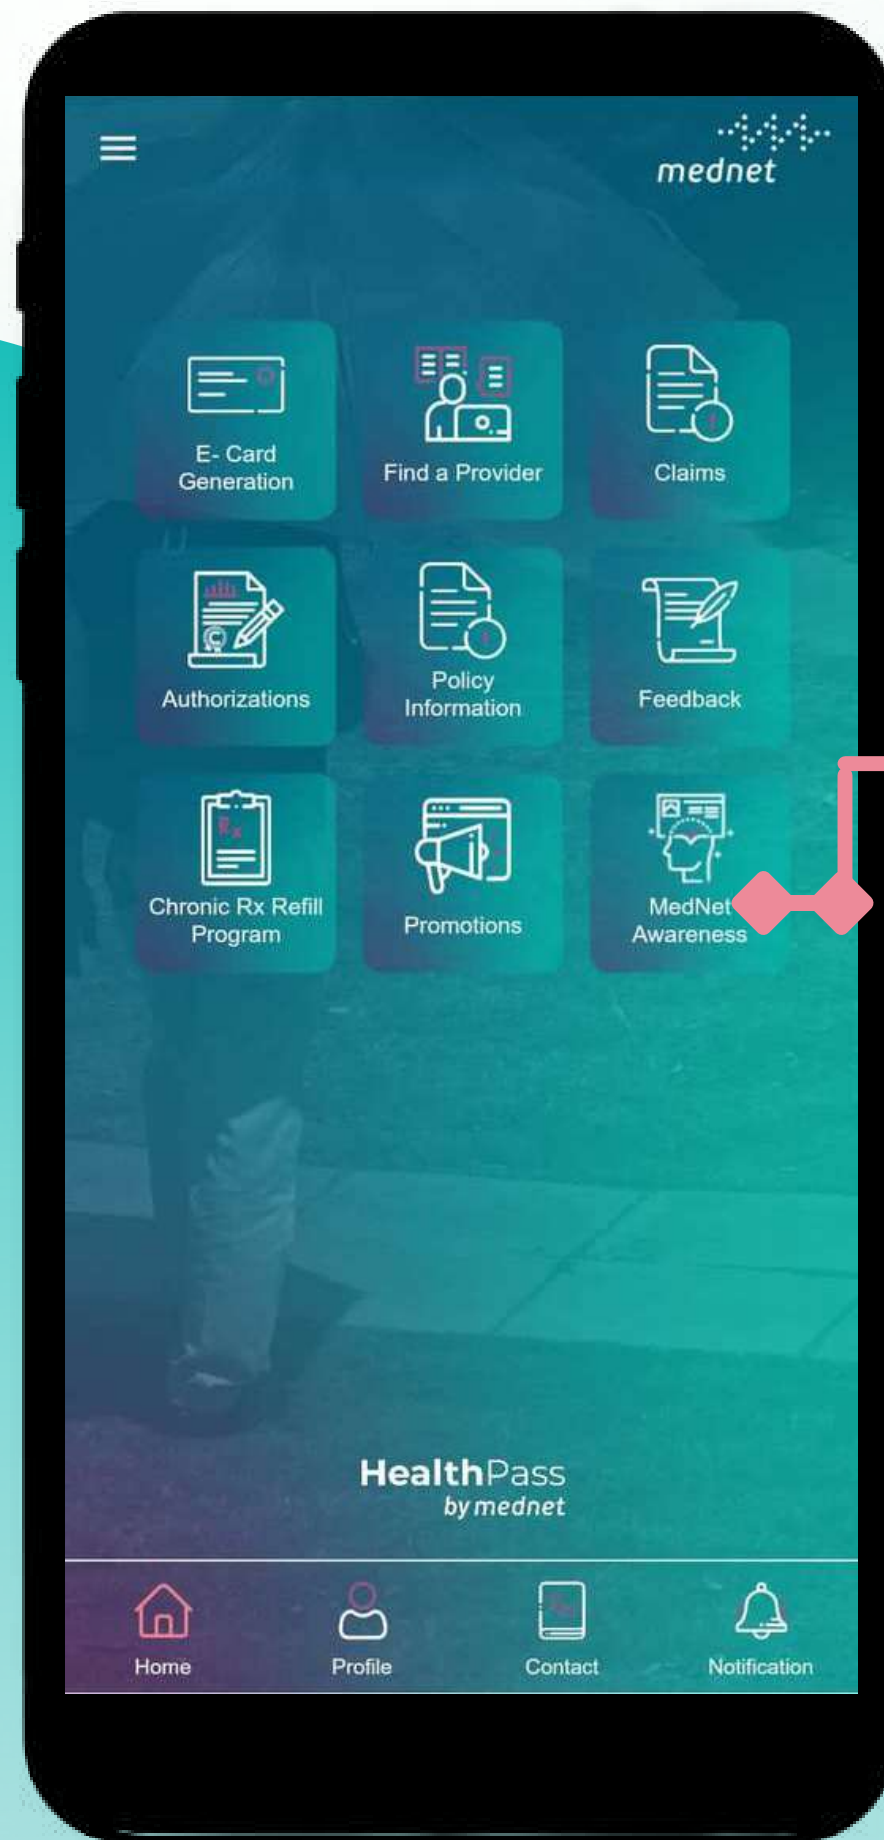 mednet
E- Card
Generation
Find a Provider
Claims
Authorizations
Policy
Information
Feedback
Chronic Rx Refill
Program
Promotions
MedNet
Awareness
HealthPass
by mednet
Home
Profile
Contact
Notification